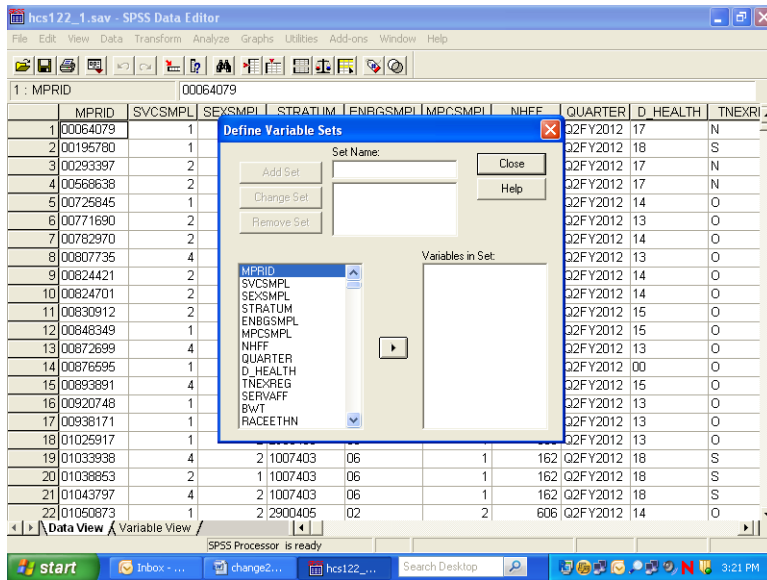 hcs122_1.sav - SPSS Data Editor
File Edit View Data Transform Analyze Graphs Utilities Add-ons Window Help
1 : MPRID 00064079
MPRID SVCSMPL SEXSMPL STRATUM ENBGSMPL MPCSMPL NHFF QUARTER D_HEALTH TNEXR
1 00064079 1 Q2FY2012 17 N
2 00195780 1 Q2FY2012 18 S
3 00293397 2 Q2FY2012 17 N
4 00568638 2 Q2FY2012 17 N
5 00725845 1 Q2FY2012 14 O
6 00771690 2 Q2FY2012 13 O
7 00782970 2 Q2FY2012 14 O
8 00807735 4 Q2FY2012 13 O
9 00824421 2 Q2FY2012 14 O
10 00824701 2 Q2FY2012 14 O
11 00830912 2 Q2FY2012 15 O
12 00848349 1 Q2FY2012 15 O
13 00872699 4 Q2FY2012 13 O
14 00876595 1 Q2FY2012 00 O
15 00893891 4 Q2FY2012 15 O
16 00920748 1 Q2FY2012 13 O
17 00938171 1 Q2FY2012 13 O
18 01025917 1 Q2FY2012 13 O
19 01033938 4 2 1007403 06 1 162 Q2FY2012 18 S
20 01038853 2 1 1007403 06 1 162 Q2FY2012 18 S
21 01043797 4 2 1007403 06 1 162 Q2FY2012 18 S
22 01050873 1 2 2900405 02 2 606 Q2FY2012 14 O
Define Variable Sets
Set Name:
Add Set
Change Set
Remove Set
Close
Help
Variables in Set:
MPRID
SVCSMPL
SEXSMPL
STRATUM
ENBGSMPL
MPCSMPL
NHFF
QUARTER
D_HEALTH
TNEXREG
SERVAFF
BWT
RACEETHN
Data View Variable View
SPSS Processor is ready
start Inbox - ... change2... hcs122_... Search Desktop 3:21 PM